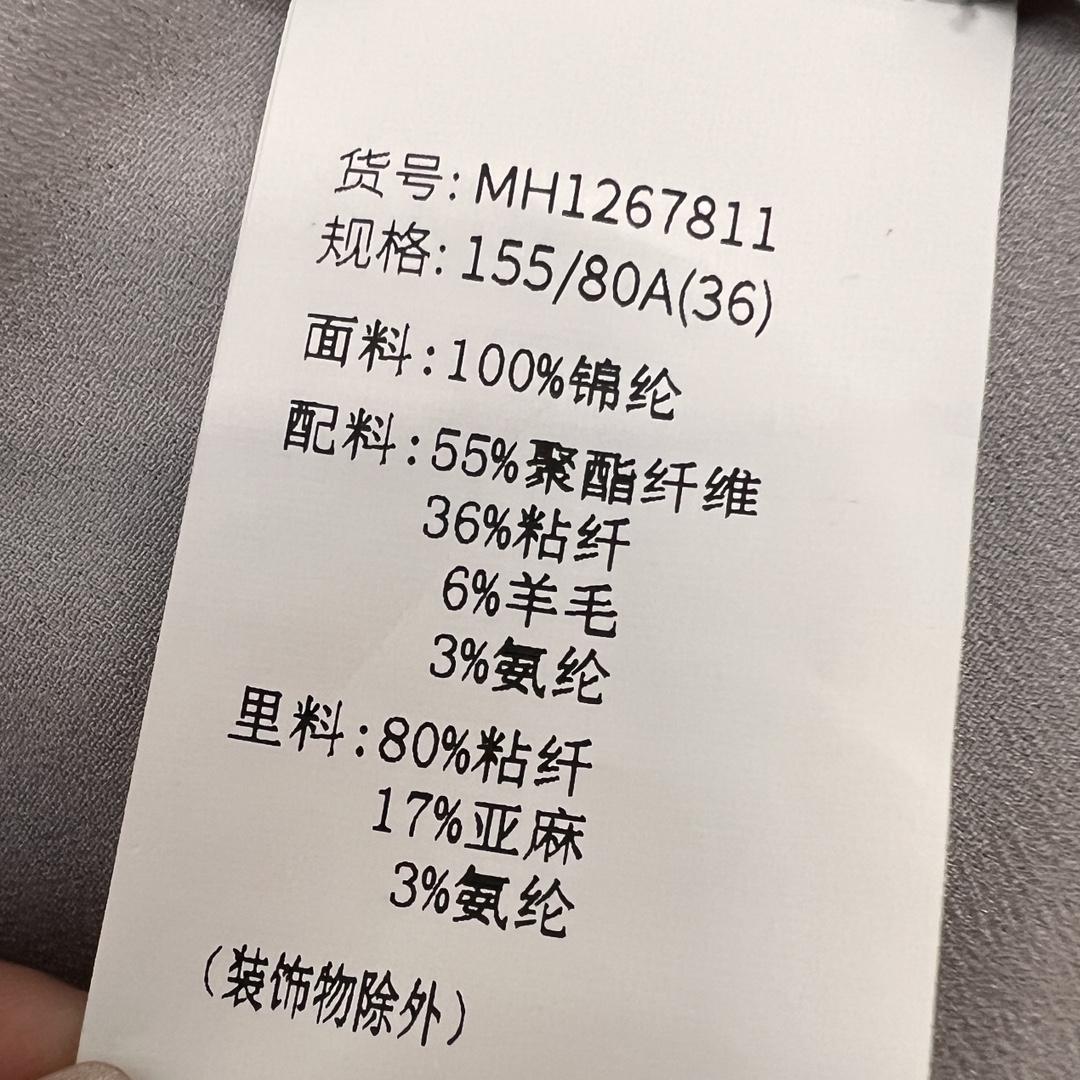 货号: MH1267811
规格: 155/80A(36)
面料:100%锦纶
配料:55%聚酯纤维
36%粘纤
6%羊毛
3%氨纶
里料:80%粘纤
17%亚麻
3%氨纶
(装饰物除外)